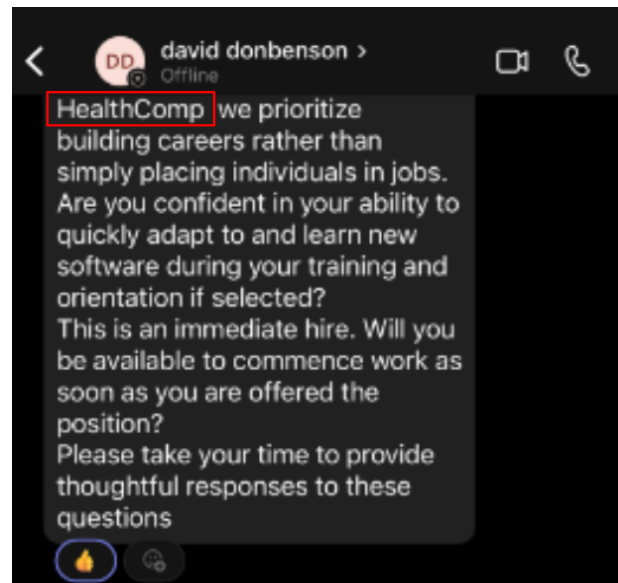 david donbenson >
DD
Offline
HealthComp we prioritize
building careers rather than
simply placing individuals in jobs.
Are you confident in your ability to
quickly adapt to and learn new
software during your training and
orientation if selected?
This is an immediate hire. Will you
be available to commence work as
soon as you are offered the
position?
Please take your time to provide
thoughtful responses to these
questions